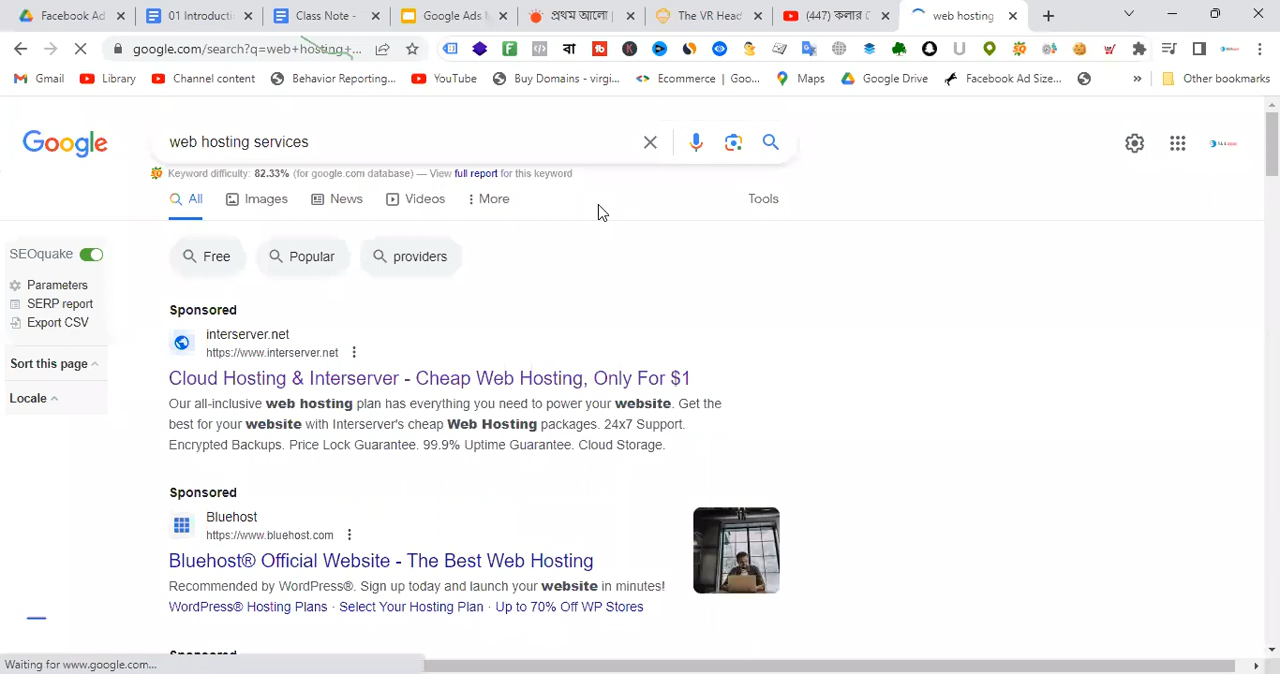 Facebook Ad
01 Introducti
Class Note -
Google Ads
প্রথম আলো |
The VR Head
(447) কলার
web hosting
google.com/search?q=web+hosting+...
বা
Gmail
Library
Channel content
Behavior Reporting...
YouTube
Buy Domains - virgi...
Ecommerce | Goo...
Maps
Google Drive
Facebook Ad Size...
»
Other bookmarks
Google
web hosting services
Keyword difficulty: 82.33% (for google.com database) — View full report for this keyword
All
Images
News
Videos
More
Tools
SEOquake
Parameters
SERP report
Export CSV
Sort this page
Locale
Free
Popular
providers
Sponsored
interserver.net
https://www.interserver.net
Cloud Hosting & Interserver - Cheap Web Hosting, Only For $1
Our all-inclusive web hosting plan has everything you need to power your website. Get the
best for your website with Interserver's cheap Web Hosting packages. 24x7 Support.
Encrypted Backups. Price Lock Guarantee. 99.9% Uptime Guarantee. Cloud Storage.
Sponsored
Bluehost
https://www.bluehost.com
Bluehost® Official Website - The Best Web Hosting
Recommended by WordPress®. Sign up today and launch your website in minutes!
WordPress® Hosting Plans · Select Your Hosting Plan · Up to 70% Off WP Stores
Sponsored
Waiting for www.google.com...